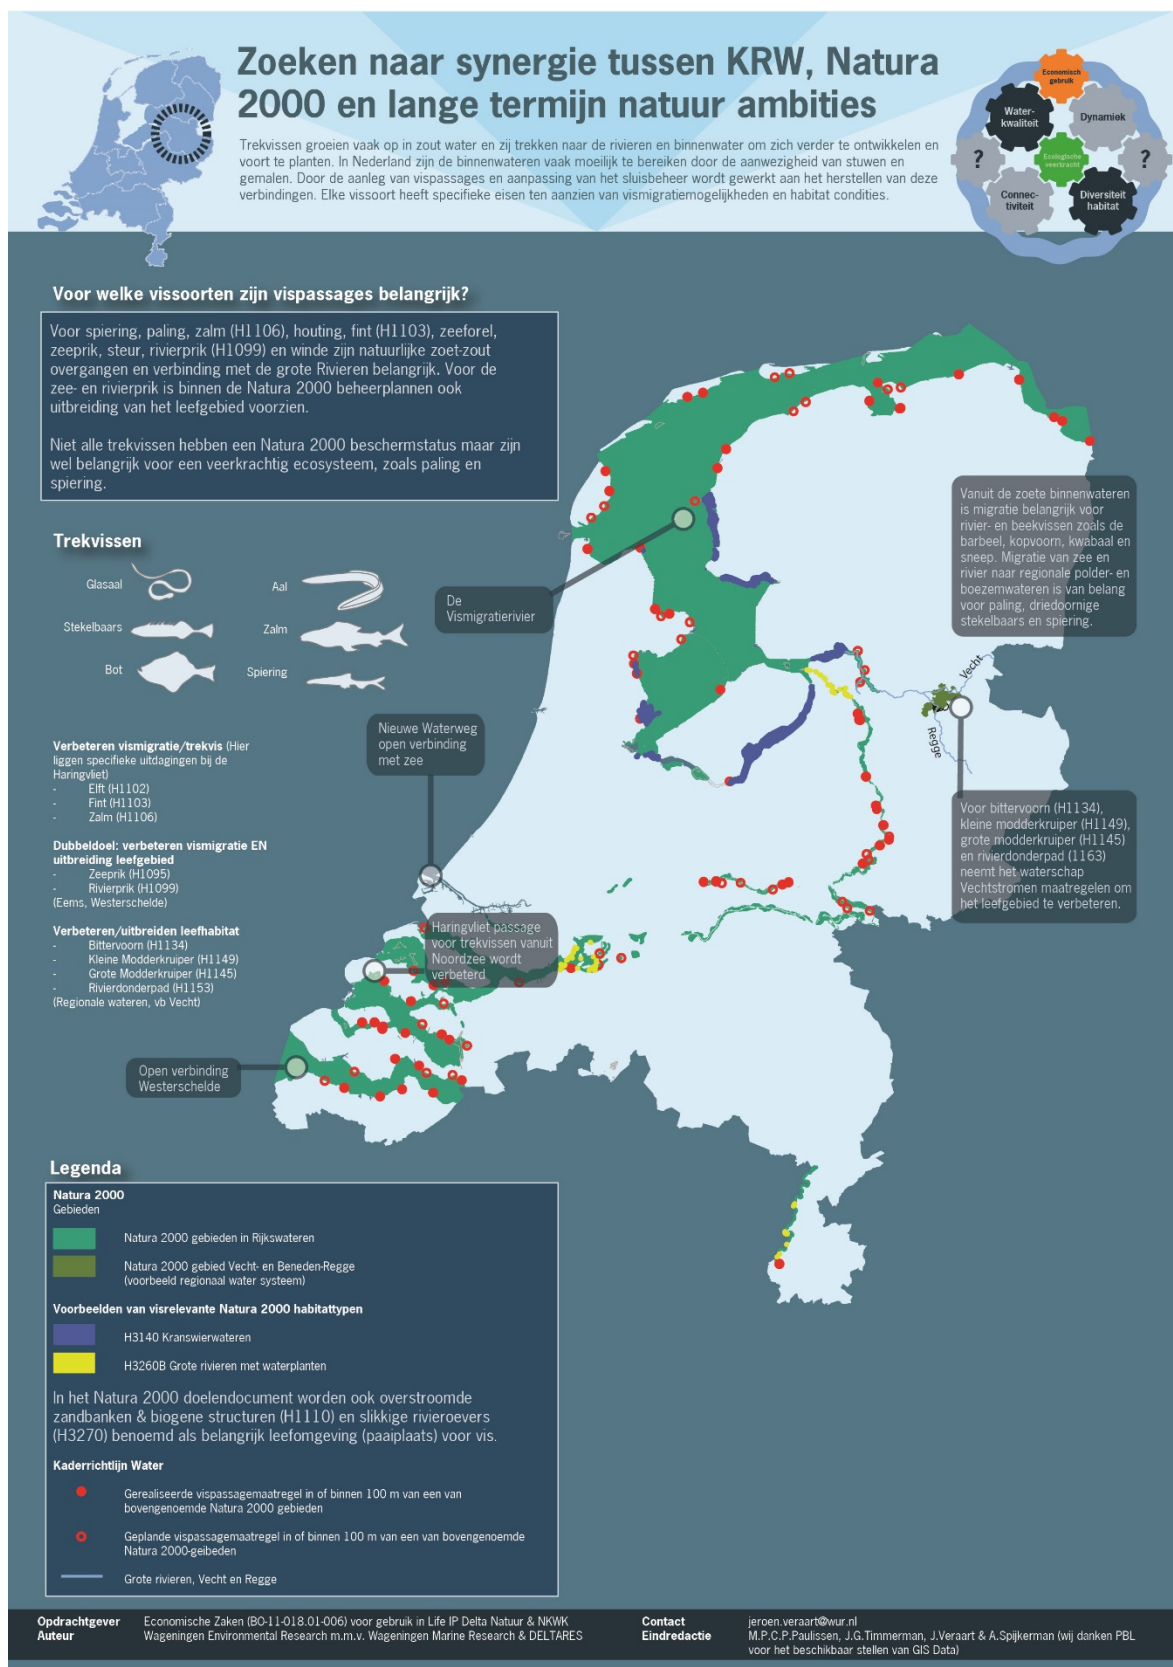 Zoeken naar synergie tussen KRW, Natura
2000 en lange termijn natuur ambities
Trekvissen groeien vaak op in zout water en zij trekken naar de rivieren en binnenwater om zich verder te ontwikkelen en
voort te planten. In Nederland zijn de binnenwateren vaak moeilijk te bereiken door de aanwezigheid van stuwen en
gemalen. Door de aanleg van vispassages en aanpassing van het sluisbeheer wordt gewerkt aan het herstellen van deze
verbindingen. Elke vissoort heeft specifieke eisen ten aanzien van vismigratiemogelijkheden en habitat condities.
Economisch
gebruik
Water-
kwaliteit
Dynamiek
?
Ecologische
veerkracht
?
Connec-
tiviteit
Diversiteit
habitat
Voor welke vissoorten zijn vispassages belangrijk?
Voor spiering, paling, zalm (H1106), houting, fint (H1103), zeeforel,
zeeprik, steur, rivierprik (H1099) en winde zijn natuurlijke zoet-zout
overgangen en verbinding met de grote Rivieren belangrijk. Voor de
zee- en rivierprik is binnen de Natura 2000 beheerplannen ook
uitbreiding van het leefgebied voorzien.
Niet alle trekvissen hebben een Natura 2000 beschermstatus maar zijn
wel belangrijk voor een veerkrachtig ecosysteem, zoals paling en
spiering.
Trekvissen
Glasaal
Aal
Stekelbaars
Zalm
Bot
Spiering
De
Vismigratierivier
Vanuit de zoete binnenwateren
is migratie belangrijk voor
rivier- en beekvissen zoals de
barbeel, kopvoorn, kwabaal en
sneep. Migratie van zee en
rivier naar regionale polder- en
boezemwateren is van belang
voor paling, driedoornige
stekelbaars en spiering.
Vecht
Regge
Nieuwe Waterweg
open verbinding
met zee
Verbeteren vismigratie/trekvis (Hier
liggen specifieke uitdagingen bij de
Haringvliet)
- Elft (H1102)
- Fint (H1103)
- Zalm (H1106)
Dubbeldoel: verbeteren vismigratie EN
uitbreiding leefgebied
- Zeeprik (H1095)
- Rivierprik (H1099)
(Eems, Westerschelde)
Verbeteren/uitbreiden leefhabitat
- Bittervoorn (H1134)
- Kleine Modderkruiper (H1149)
- Grote Modderkruiper (H1145)
- Rivierdonderpad (H1153)
(Regionale wateren, vb Vecht)
Voor bittervoorn (H1134),
kleine modderkruiper (H1149),
grote modderkruiper (H1145)
en rivierdonderpad (1163)
neemt het waterschap
Vechtstromen maatregelen om
het leefgebied te verbeteren.
Haringvliet passage
voor trekvissen vanuit
Noordzee wordt
verbeterd
Open verbinding
Westerschelde
Legenda
Natura 2000
Gebieden
Natura 2000 gebieden in Rijkswateren
Natura 2000 gebied Vecht- en Beneden-Regge
(voorbeeld regionaal water systeem)
Voorbeelden van visrelevante Natura 2000 habitattypen
H3140 Kranswierwateren
H3260B Grote rivieren met waterplanten
In het Natura 2000 doelendocument worden ook overstroomde
zandbanken & biogene structuren (H1110) en slikkige rivieroevers
(H3270) benoemd als belangrijk leefomgeving (paaiplaats) voor vis.
Kaderrichtlijn Water
Gerealiseerde vispassagemaatregel in of binnen 100 m van een van
bovengenoemde Natura 2000 gebieden
Geplande vispassagemaatregel in of binnen 100 m van een van bovengenoemde
Natura 2000-geibeden
Grote rivieren, Vecht en Regge
Opdrachtgever Economische Zaken (BO-11-018.01-006) voor gebruik in Life IP Delta Natuur & NKWK
Auteur Wageningen Environmental Research m.m.v. Wageningen Marine Research & DELTARES
Contact jeroen.veraart@wur.nl
Eindredactie M.P.C.P.Paulissen, J.G.Timmerman, J.Veraart & A.Spijkerman (wij danken PBL
voor het beschikbaar stellen van GIS Data)